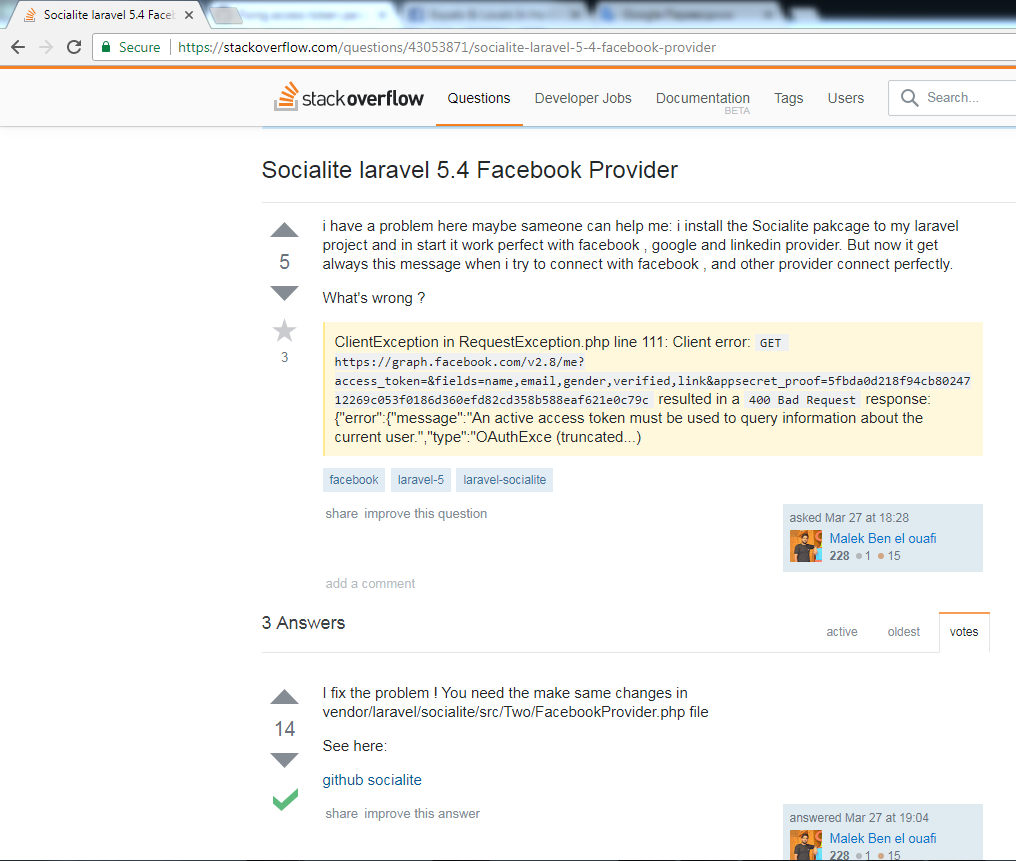 Socialite laravel 5.4 Faceb
Secure https://stackoverflow.com/questions/43053871/socialite-laravel-5-4-facebook-provider
stackoverflow Questions Developer Jobs Documentation Tags Users Search...
BETA
Socialite laravel 5.4 Facebook Provider
i have a problem here maybe sameone can help me: i install the Socialite pakcage to my laravel
project and in start it work perfect with facebook , google and linkedin provider. But now it get
always this message when i try to connect with facebook , and other provider connect perfectly.
5
What's wrong ?
3
ClientException in RequestException.php line 111: Client error: GET
https://graph.facebook.com/v2.8/me?
access_token=&fields=name,email,gender,verified,link&appsecret_proof=5fbda0d218f94cb80247
12269c053f0186d360efd82cd358b588eaf621e0c79c resulted in a 400 Bad Request response:
{"error":{"message":"An active access token must be used to query information about the
current user.","type":"OAuthExce (truncated...)
facebook laravel-5 laravel-socialite
share improve this question
asked Mar 27 at 18:28
Malek Ben el ouafi
228 1 15
add a comment
3 Answers
active oldest votes
I fix the problem ! You need the make same changes in
vendor/laravel/socialite/src/Two/FacebookProvider.php file
14
See here:
github socialite
share improve this answer
answered Mar 27 at 19:04
Malek Ben el ouafi
228 1 15